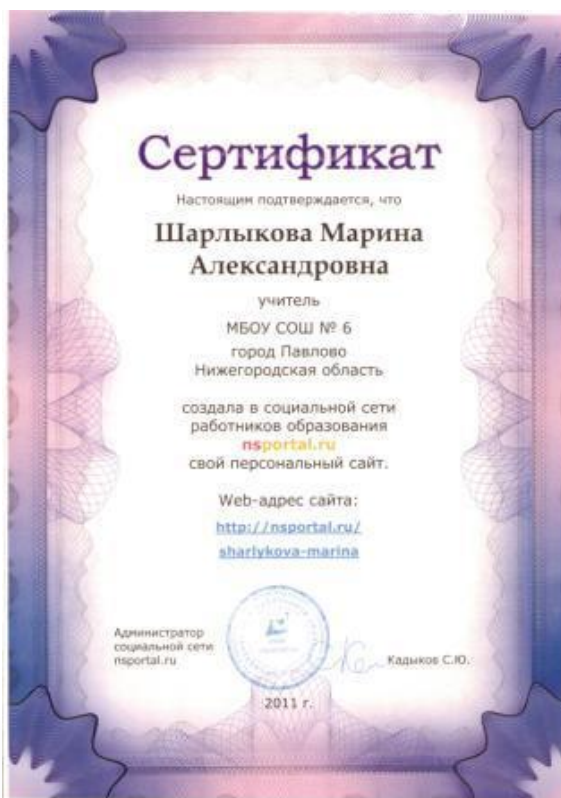 Сертификат
Настоящим подтверждается, что
Шарлыкова Марина
Александровна
учитель
МБОУ СОШ № 6
город Павлово
Нижегородская область
создала в социальной сети
работников образования
nsportal.ru
свой персональный сайт.
Web-адрес сайта:
http://nsportal.ru/
sharlykova-marina
Администратор
социальной сети
nsportal.ru
Кадыков С.Ю.
2011 г.